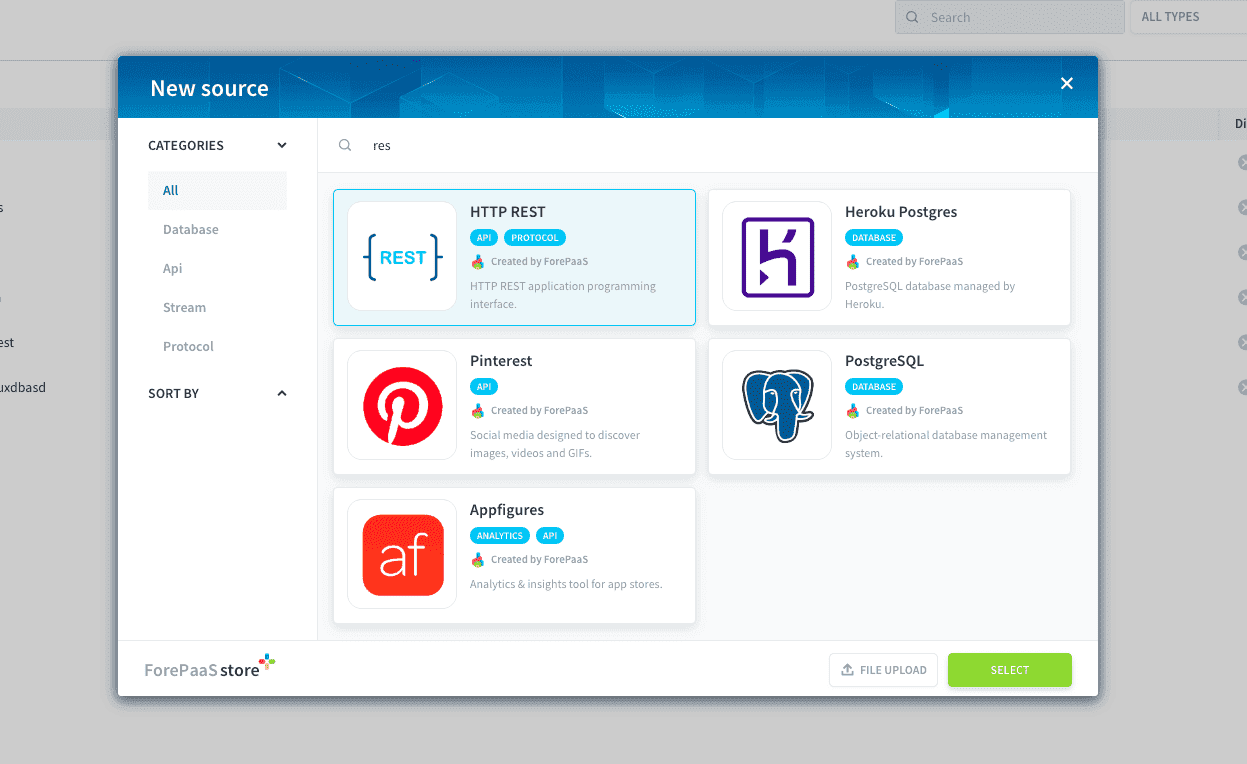 Search
ALL TYPES
New source
CATEGORIES
All
Database
Api
Stream
Protocol
SORT BY
res
REST
HTTP REST
API PROTOCOL
Created by ForePaaS
HTTP REST application programming
interface.
Heroku Postgres
DATABASE
Created by ForePaaS
PostgreSQL database managed by
Heroku.
Pinterest
API
Created by ForePaaS
Social media designed to discover
images, videos and GIFs.
PostgreSQL
DATABASE
Created by ForePaaS
Object-relational database management
system.
af
Appfigures
ANALYTICS API
Created by ForePaaS
Analytics & insights tool for app stores.
ForePaaS store
FILE UPLOAD
SELECT
Di
s
est
uxdbasd